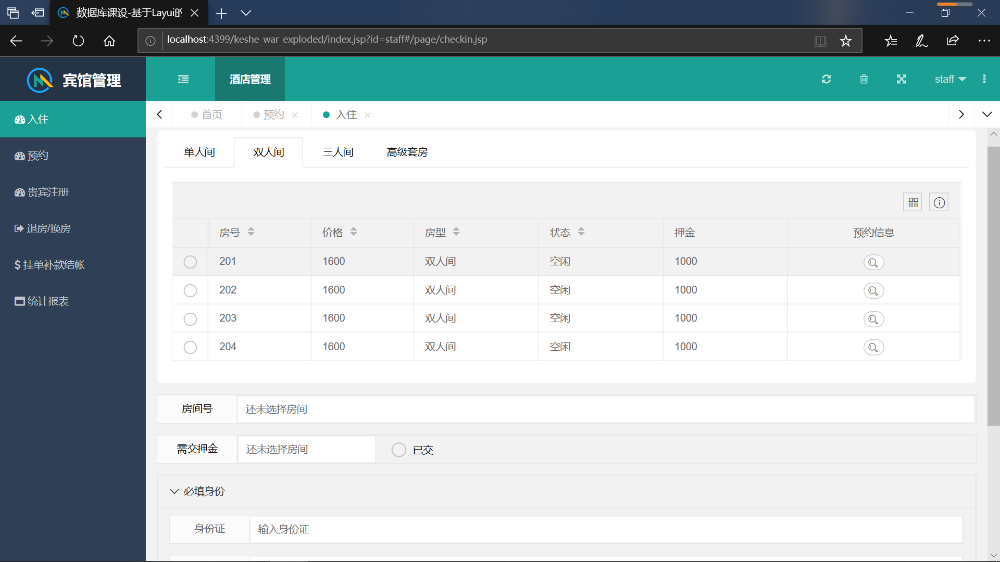 数据库课设-基于Layui的
localhost:4399/keshe_war_exploded/index.jsp?id=staff#/page/checkin.jsp
宾馆管理
酒店管理
staff
入住
预约
贵宾注册
退房/换房
$挂单补款结帐
统计报表
首页 预约 入住
单人间 双人间 三人间 高级套房
房号 价格 房型 状态 押金 预约信息
201 1600 双人间 空闲 1000
202 1600 双人间 空闲 1000
203 1600 双人间 空闲 1000
204 1600 双人间 空闲 1000
房间号 还未选择房间
需交押金 还未选择房间 已交
必填身份
身份证 输入身份证